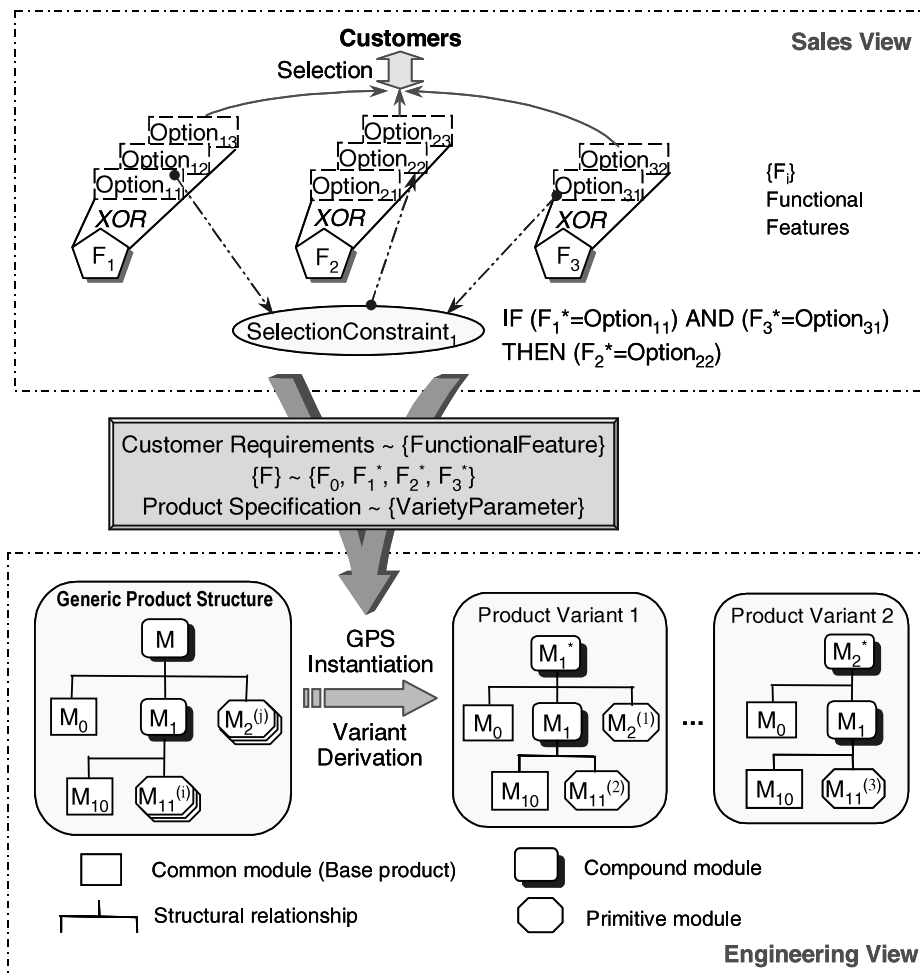 Customers
Sales View
Selection
Option₁₃
Option₁₂
Option₁₁
XOR
F₁
Option₂₃
Option₂₂
Option₂₁
XOR
F₂
Option₃₂
Option₃₁
XOR
F₃
{Fᵢ}
Functional
Features
SelectionConstraint₁
IF (F₁*=Option₁₁) AND (F₃*=Option₃₁)
THEN (F₂*=Option₂₂)
Customer Requirements ~ {FunctionalFeature}
{F} ~ {F₀, F₁*, F₂*, F₃*}
Product Specification ~ {VarietyParameter}
Generic Product Structure
M
M₀
M₁
M₂⁽ʲ⁾
M₁₀
M₁₁⁽ⁱ⁾
GPS
Instantiation
Variant
Derivation
Product Variant 1
M₁*
M₀
M₁
M₂⁽¹⁾
M₁₀
M₁₁⁽²⁾
...
Product Variant 2
M₂*
M₀
M₁
M₁₀
M₁₁⁽³⁾
Common module (Base product)
Compound module
Structural relationship
Primitive module
Engineering View